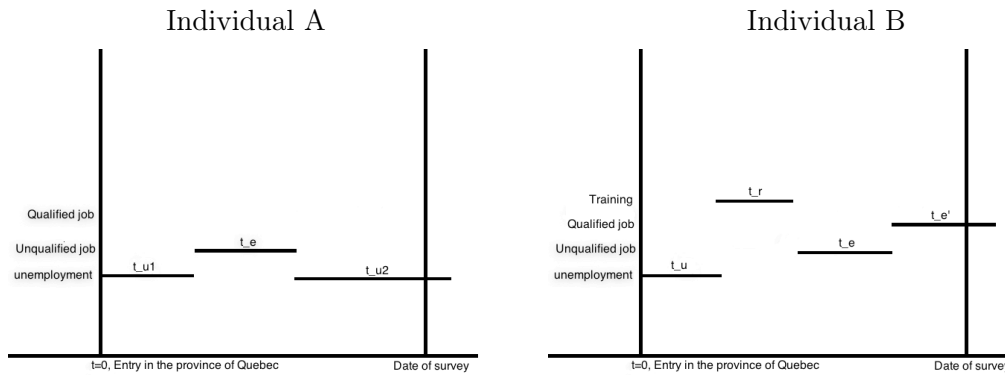 Individual A
Qualified job
Unqualified job
t_e
unemployment
t_u1
t_u2
t=0, Entry in the province of Quebec
Date of survey
Individual B
Training
t_r
Qualified job
t_e'
Unqualified job
t_e
unemployment
t_u
t=0, Entry in the province of Quebec
Date of survey